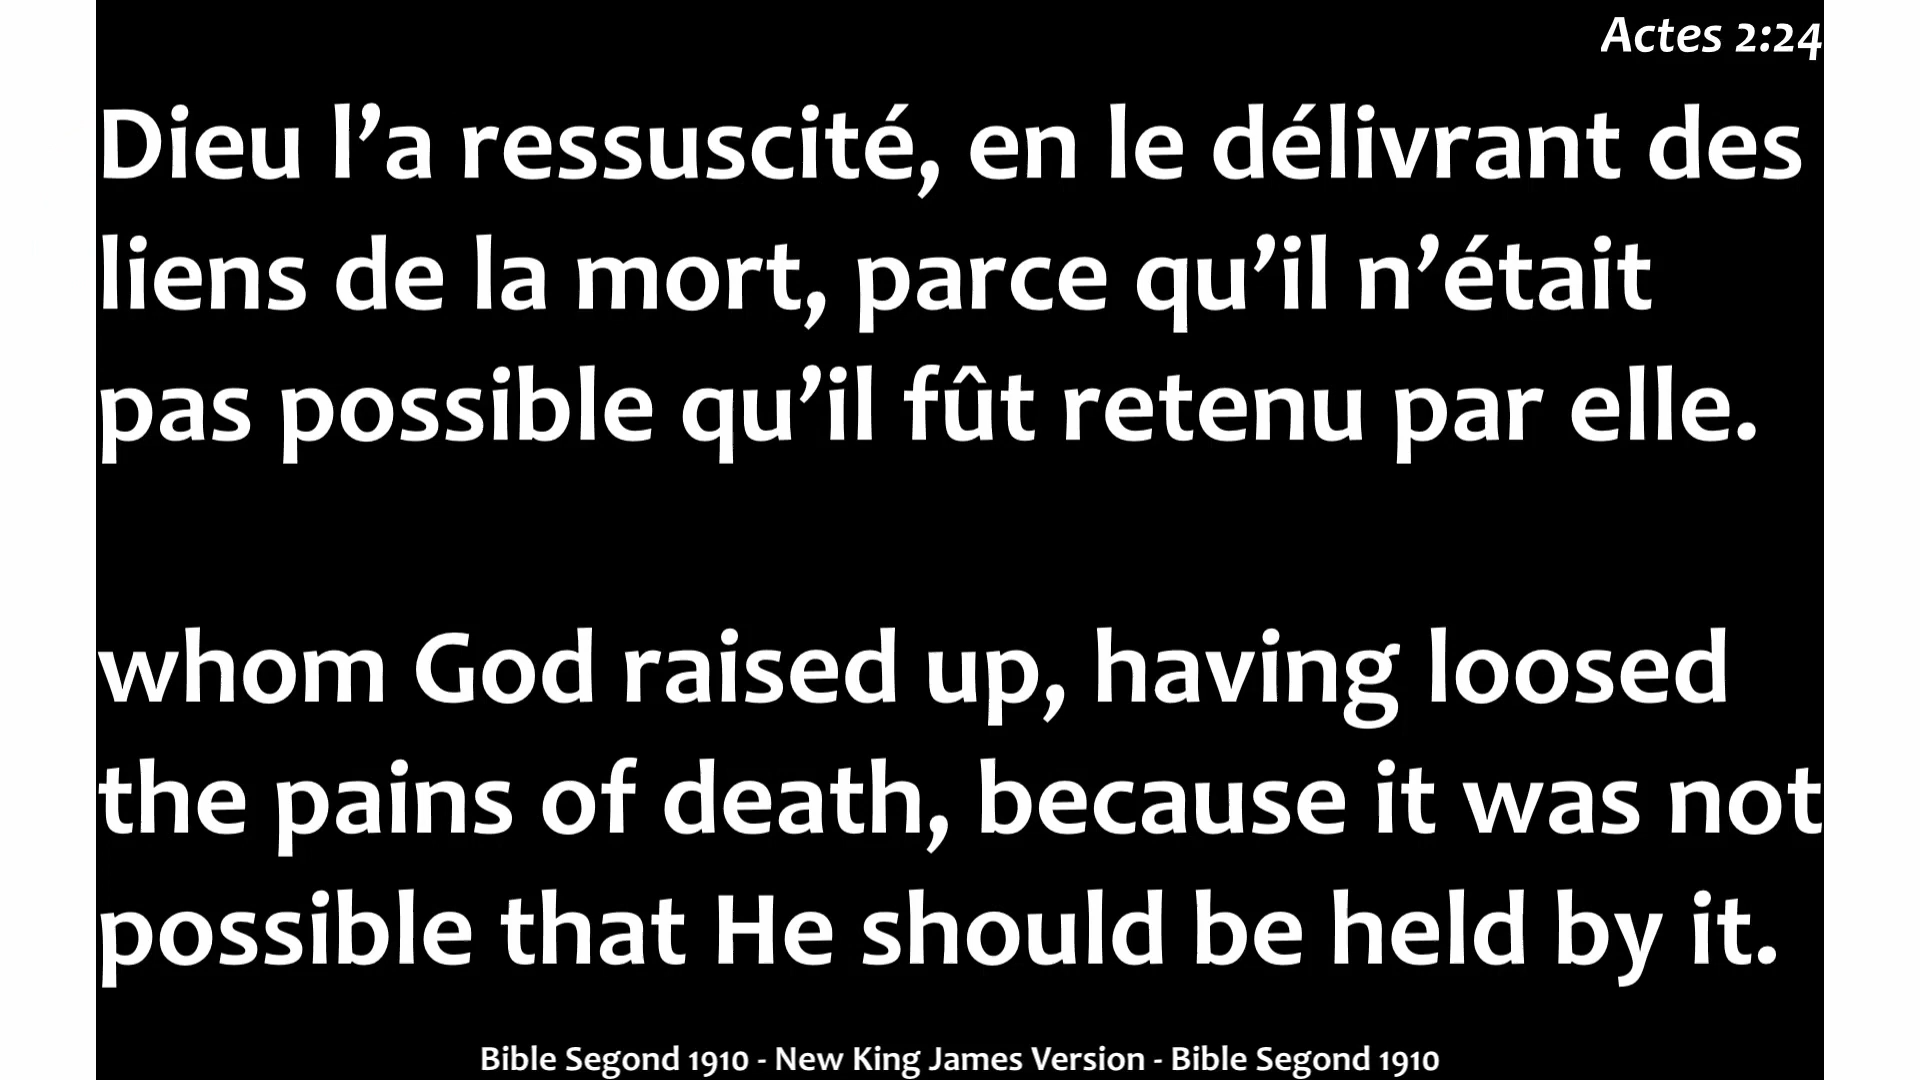 Actes 2:24
Dieu l’a ressuscité, en le délivrant des
liens de la mort, parce qu’il n’était
pas possible qu’il fût retenu par elle.
whom God raised up, having loosed
the pains of death, because it was not
possible that He should be held by it.
Bible Segond 1910 - New King James Version - Bible Segond 1910